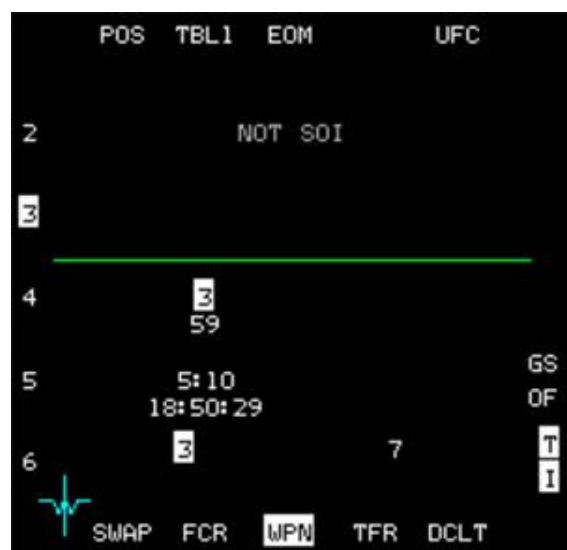 POS TBL1 EOM UFC
2 NOT SOI
3
4 3
59
GS
5 5:10
OF
18:50:29
6 3 7 T
I
SWAP FCR WPN TFR DCLT